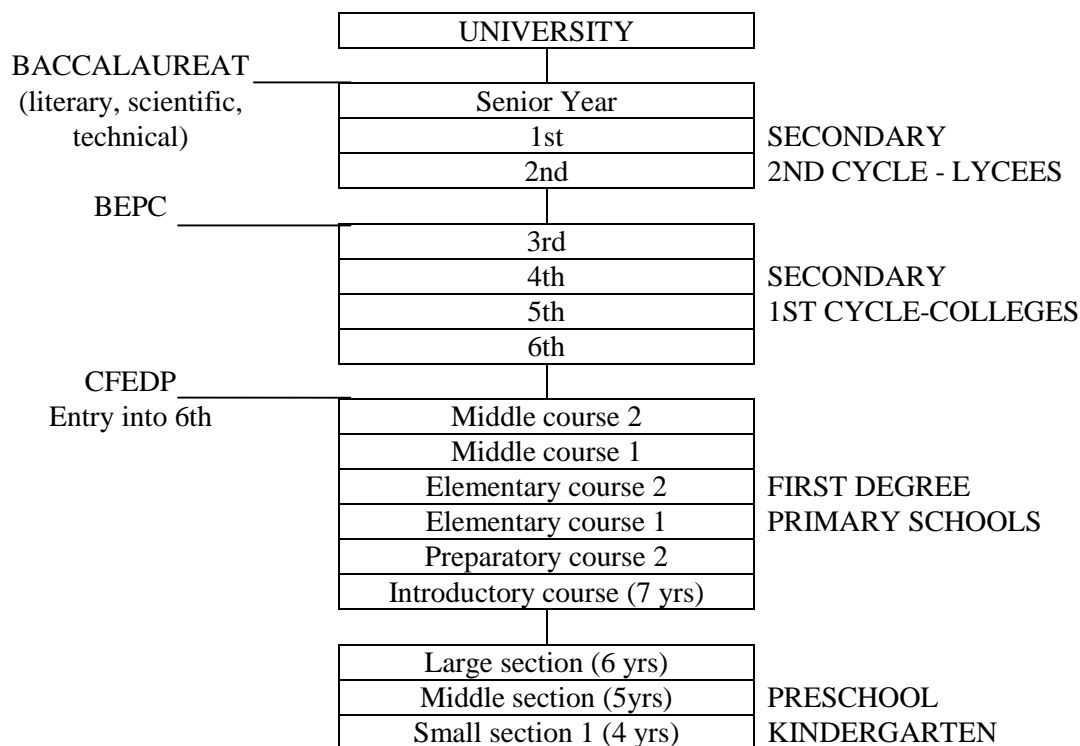 UNIVERSITY
BACCALAUREAT
(literary, scientific,
technical)
Senior Year
1st
2nd
SECONDARY
2ND CYCLE - LYCEES
BEPC
3rd
4th
5th
6th
SECONDARY
1ST CYCLE-COLLEGES
CFEDP
Entry into 6th
Middle course 2
Middle course 1
Elementary course 2
Elementary course 1
Preparatory course 2
Introductory course (7 yrs)
FIRST DEGREE
PRIMARY SCHOOLS
Large section (6 yrs)
Middle section (5yrs)
Small section 1 (4 yrs)
PRESCHOOL
KINDERGARTEN